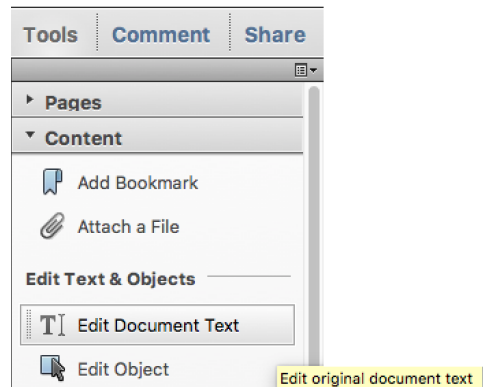 Tools Comment Share
Pages
Content
Add Bookmark
Attach a File
Edit Text & Objects
Edit Document Text
Edit Object
Edit original document text